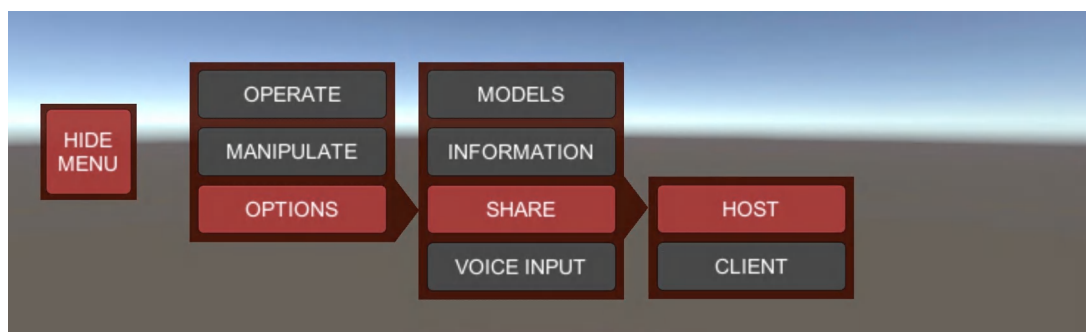 HIDE
MENU
OPERATE
MANIPULATE
OPTIONS
MODELS
INFORMATION
SHARE
VOICE INPUT
HOST
CLIENT